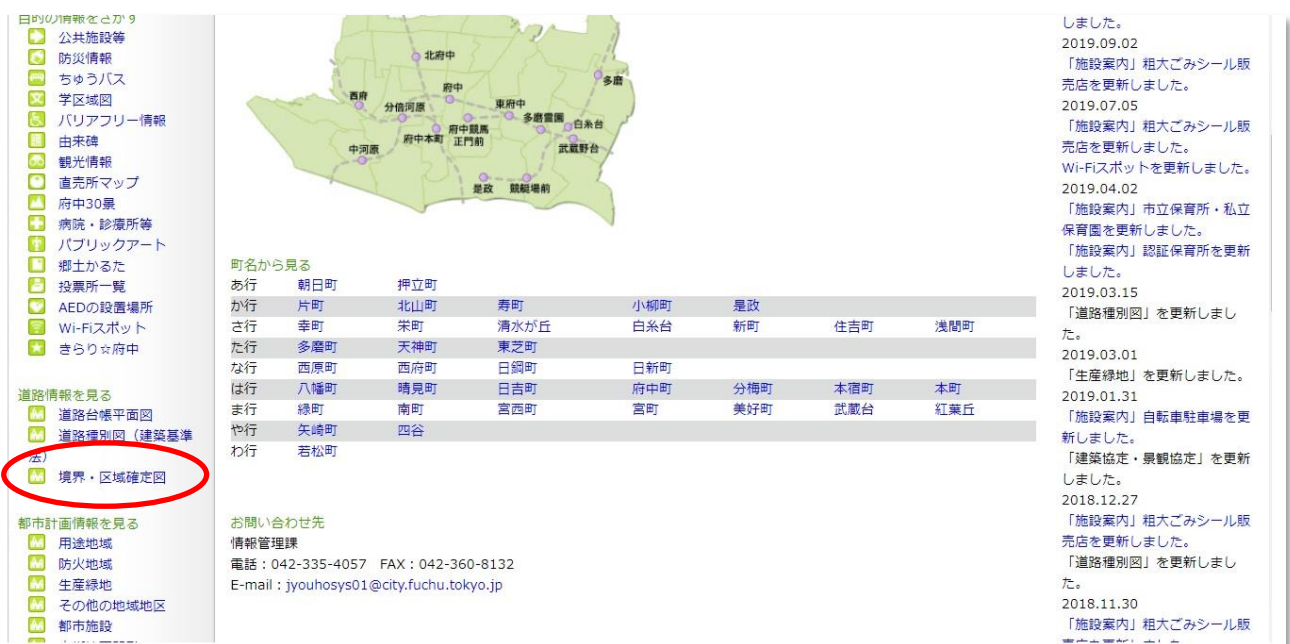 目的の情報をさがす
公共施設等
防災情報
ちゅうバス
学区域図
バリアフリー情報
由来碑
観光情報
直売所マップ
府中30景
病院・診療所等
パブリックアート
郷土かるた
投票所一覧
AEDの設置場所
Wi-Fiスポット
きらり☆府中
道路情報を見る
道路台帳平面図
道路種別図（建築基準
法）
境界・区域確定図
都市計画情報を見る
用途地域
防火地域
生産緑地
その他の地域地区
都市施設
北府中
多磨
西府
府中
分倍河原
東府中
多磨霊園
白糸台
府中競馬
正門前
府中本町
中河原
武蔵野台
是政
競艇場前
町名から見る
あ行 朝日町 押立町
か行 片町 北山町 寿町 小柳町 是政
さ行 幸町 栄町 清水が丘 白糸台 新町 住吉町 浅間町
た行 多磨町 天神町 東芝町
な行 西原町 西府町 日鋼町 日新町
は行 八幡町 晴見町 日吉町 府中町 分梅町 本宿町 本町
ま行 緑町 南町 宮西町 宮町 美好町 武蔵台 紅葉丘
や行 矢崎町 四谷
わ行 若松町
お問い合わせ先
情報管理課
電話：042-335-4057 FAX：042-360-8132
E-mail：jyouhosys01@city.fuchu.tokyo.jp
しました。
2019.09.02
「施設案内」粗大ごみシール販
売店を更新しました。
2019.07.05
「施設案内」粗大ごみシール販
売店を更新しました。
Wi-Fiスポットを更新しました。
2019.04.02
「施設案内」市立保育所・私立
保育園を更新しました。
「施設案内」認証保育所を更新
しました。
2019.03.15
「道路種別図」を更新しまし
た。
2019.03.01
「生産緑地」を更新しました。
2019.01.31
「施設案内」自転車駐車場を更
新しました。
「建築協定・景観協定」を更新
しました。
2018.12.27
「施設案内」粗大ごみシール販
売店を更新しました。
「道路種別図」を更新しまし
た。
2018.11.30
「施設案内」粗大ごみシール販